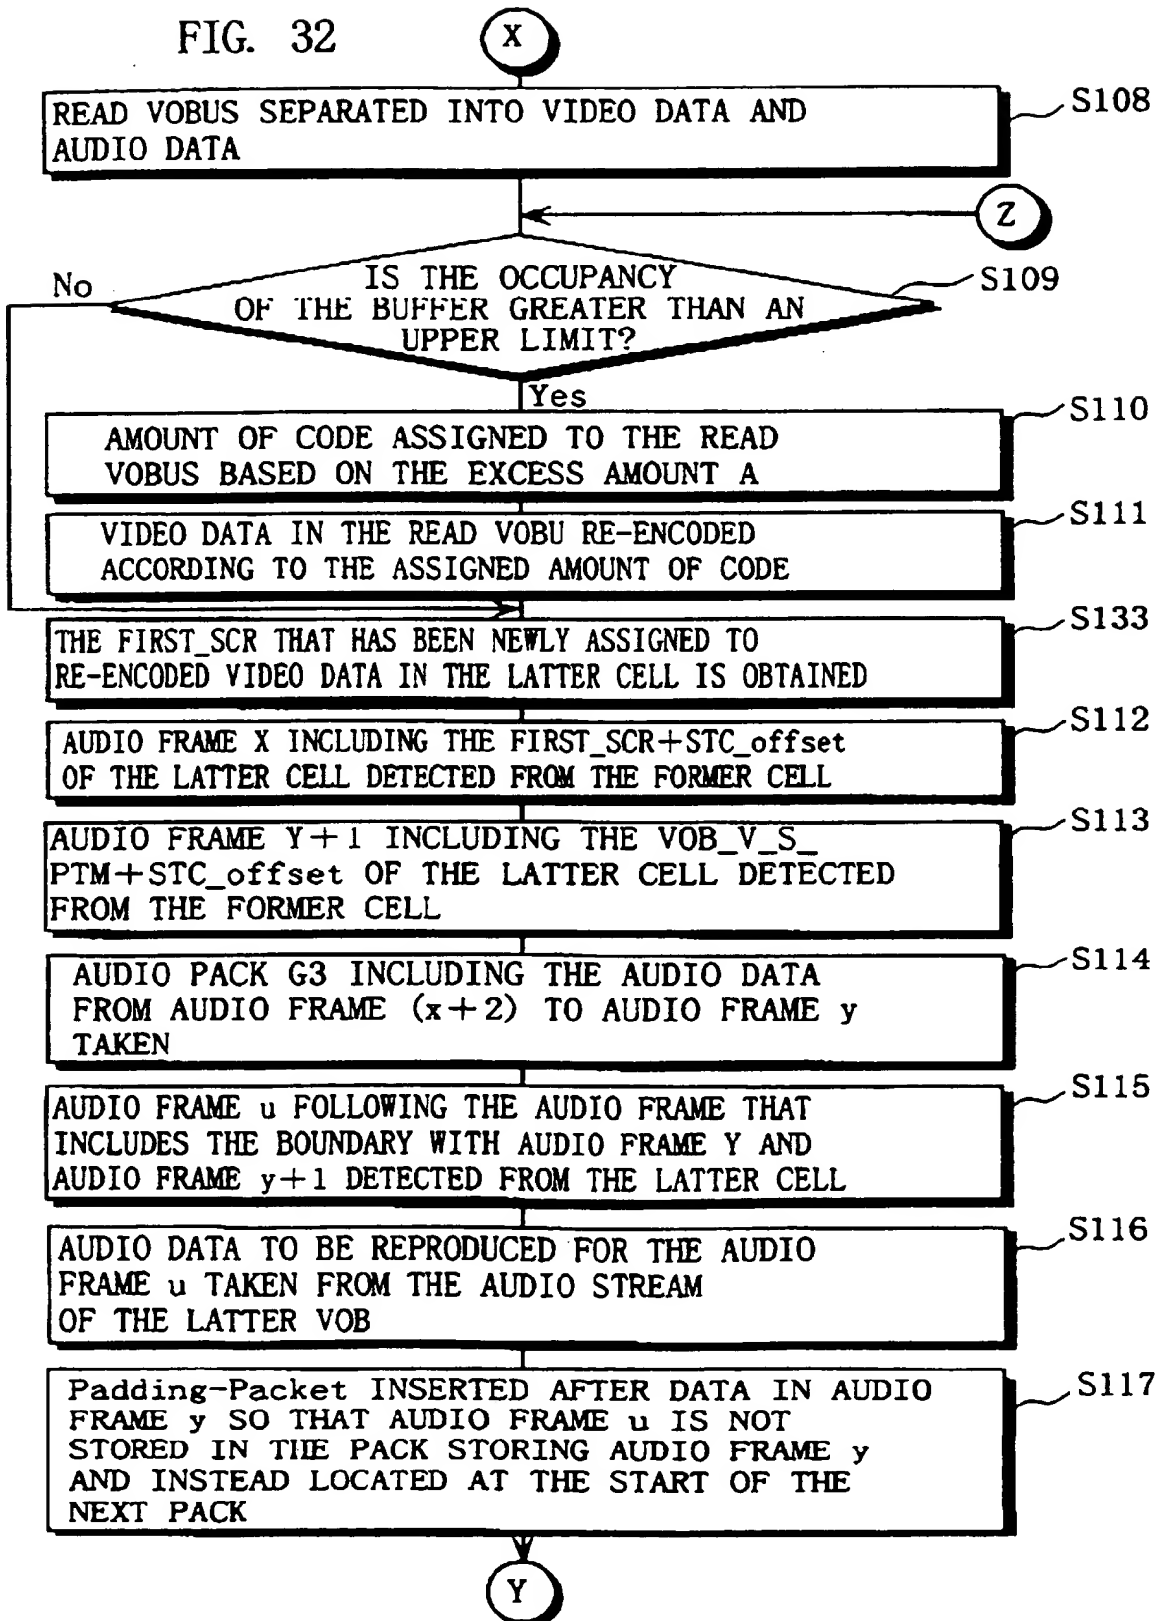 FIG. 32
X
READ VOBUS SEPARATED INTO VIDEO DATA AND
AUDIO DATA
S108
Z
No
IS THE OCCUPANCY
OF THE BUFFER GREATER THAN AN
UPPER LIMIT?
S109
Yes
AMOUNT OF CODE ASSIGNED TO THE READ
VOBUS BASED ON THE EXCESS AMOUNT A
S110
VIDEO DATA IN THE READ VOBU RE-ENCODED
ACCORDING TO THE ASSIGNED AMOUNT OF CODE
S111
THE FIRST_SCR THAT HAS BEEN NEWLY ASSIGNED TO
RE-ENCODED VIDEO DATA IN THE LATTER CELL IS OBTAINED
S133
AUDIO FRAME X INCLUDING THE FIRST_SCR+STC_offset
OF THE LATTER CELL DETECTED FROM THE FORMER CELL
S112
AUDIO FRAME Y+1 INCLUDING THE VOB_V_S_
PTM+STC_offset OF THE LATTER CELL DETECTED
FROM THE FORMER CELL
S113
AUDIO PACK G3 INCLUDING THE AUDIO DATA
FROM AUDIO FRAME (x+2) TO AUDIO FRAME y
TAKEN
S114
AUDIO FRAME u FOLLOWING THE AUDIO FRAME THAT
INCLUDES THE BOUNDARY WITH AUDIO FRAME Y AND
AUDIO FRAME y+1 DETECTED FROM THE LATTER CELL
S115
AUDIO DATA TO BE REPRODUCED FOR THE AUDIO
FRAME u TAKEN FROM THE AUDIO STREAM
OF THE LATTER VOB
S116
Padding-Packet INSERTED AFTER DATA IN AUDIO
FRAME y SO THAT AUDIO FRAME u IS NOT
STORED IN THE PACK STORING AUDIO FRAME y
AND INSTEAD LOCATED AT THE START OF THE
NEXT PACK
S117
Y